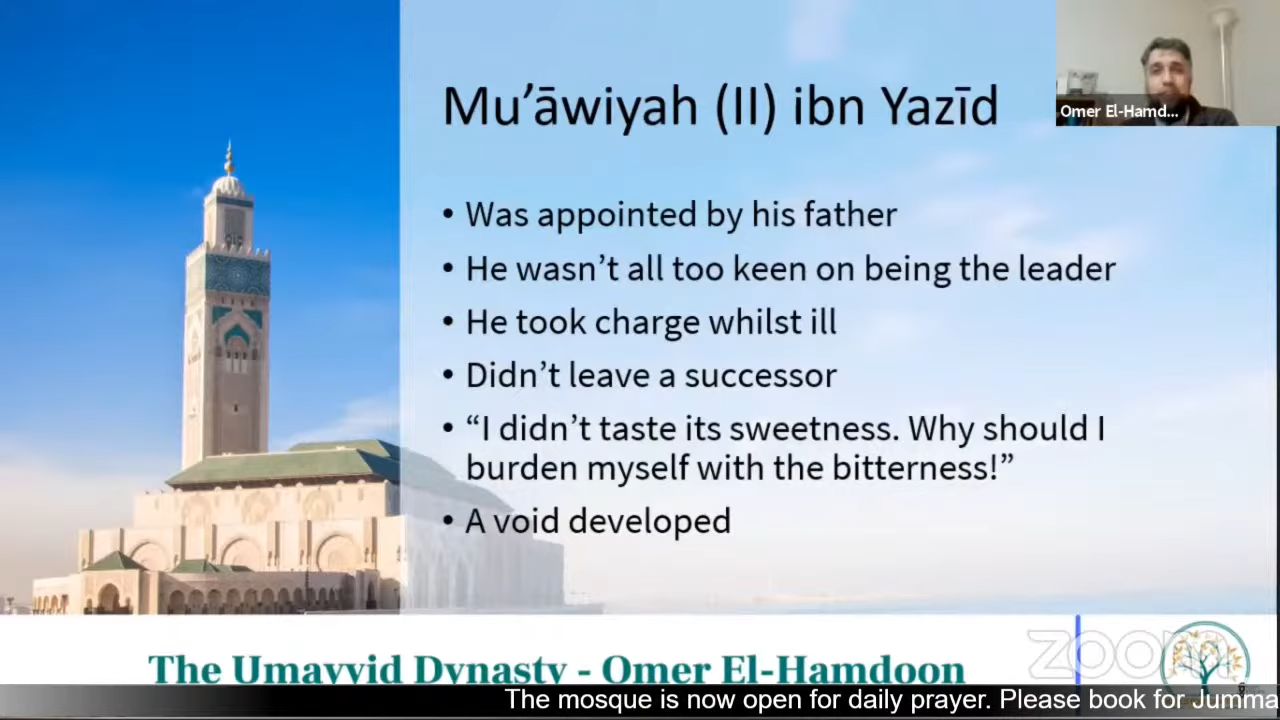 Mu’āwiyah (II) ibn Yazīd
Omer El-Hamd...
• Was appointed by his father
• He wasn’t all too keen on being the leader
• He took charge whilst ill
• Didn’t leave a successor
• “I didn’t taste its sweetness. Why should I
burden myself with the bitterness!”
• A void developed
The Umayyid Dynasty - Omer El-Hamdoon
zoom
The mosque is now open for daily prayer. Please book for Jumma